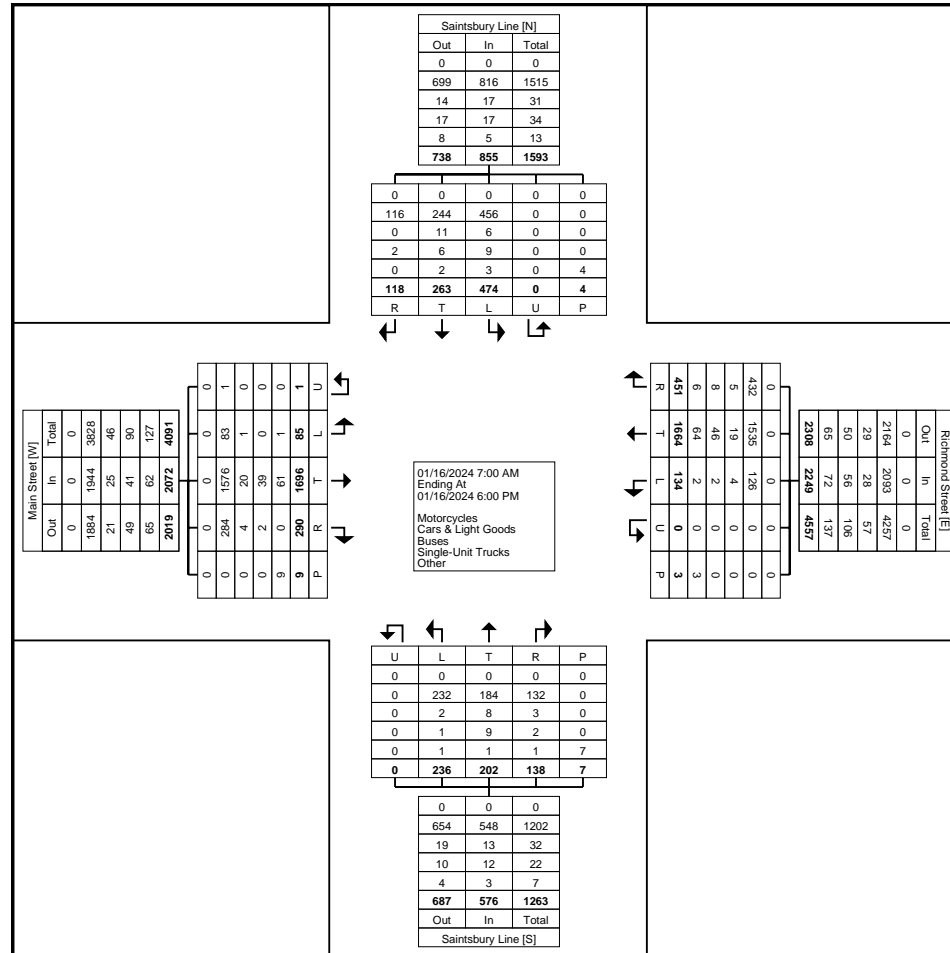 Saintsbury Line [N]
Out In Total
0 0 0
699 816 1515
14 17 31
17 17 34
8 5 13
738 855 1593
0 0 0 0 0
116 244 456 0 0
0 11 6 0 0
2 6 9 0 0
0 2 3 0 4
118 263 474 0 4
R T L U P
Main Street [W]
Total 0 3828 46 90 127 4091
In 0 1944 25 41 62 2072
Out 0 1884 21 49 65 2019
0 1 0 0 0 1 U
0 83 1 0 1 85 L
0 1576 20 39 61 1696 T
0 284 4 2 0 290 R
0 0 0 0 9 9 P
01/16/2024 7:00 AM
Ending At
01/16/2024 6:00 PM
Motorcycles
Cars & Light Goods
Buses
Single-Unit Trucks
Other
R 451 6 8 5 432 0
T 1664 64 46 19 1535 0
L 134 2 2 4 126 0
U 0 0 0 0 0 0
P 3 3 0 0 0 0
Richmond Street [E]
2308 65 50 29 2164 0 Out
2249 72 56 28 2093 0 In
4557 137 106 57 4257 0 Total
U L T R P
0 0 0 0 0
0 232 184 132 0
0 2 8 3 0
0 1 9 2 0
0 1 1 1 7
0 236 202 138 7
0 0 0
654 548 1202
19 13 32
10 12 22
4 3 7
687 576 1263
Out In Total
Saintsbury Line [S]